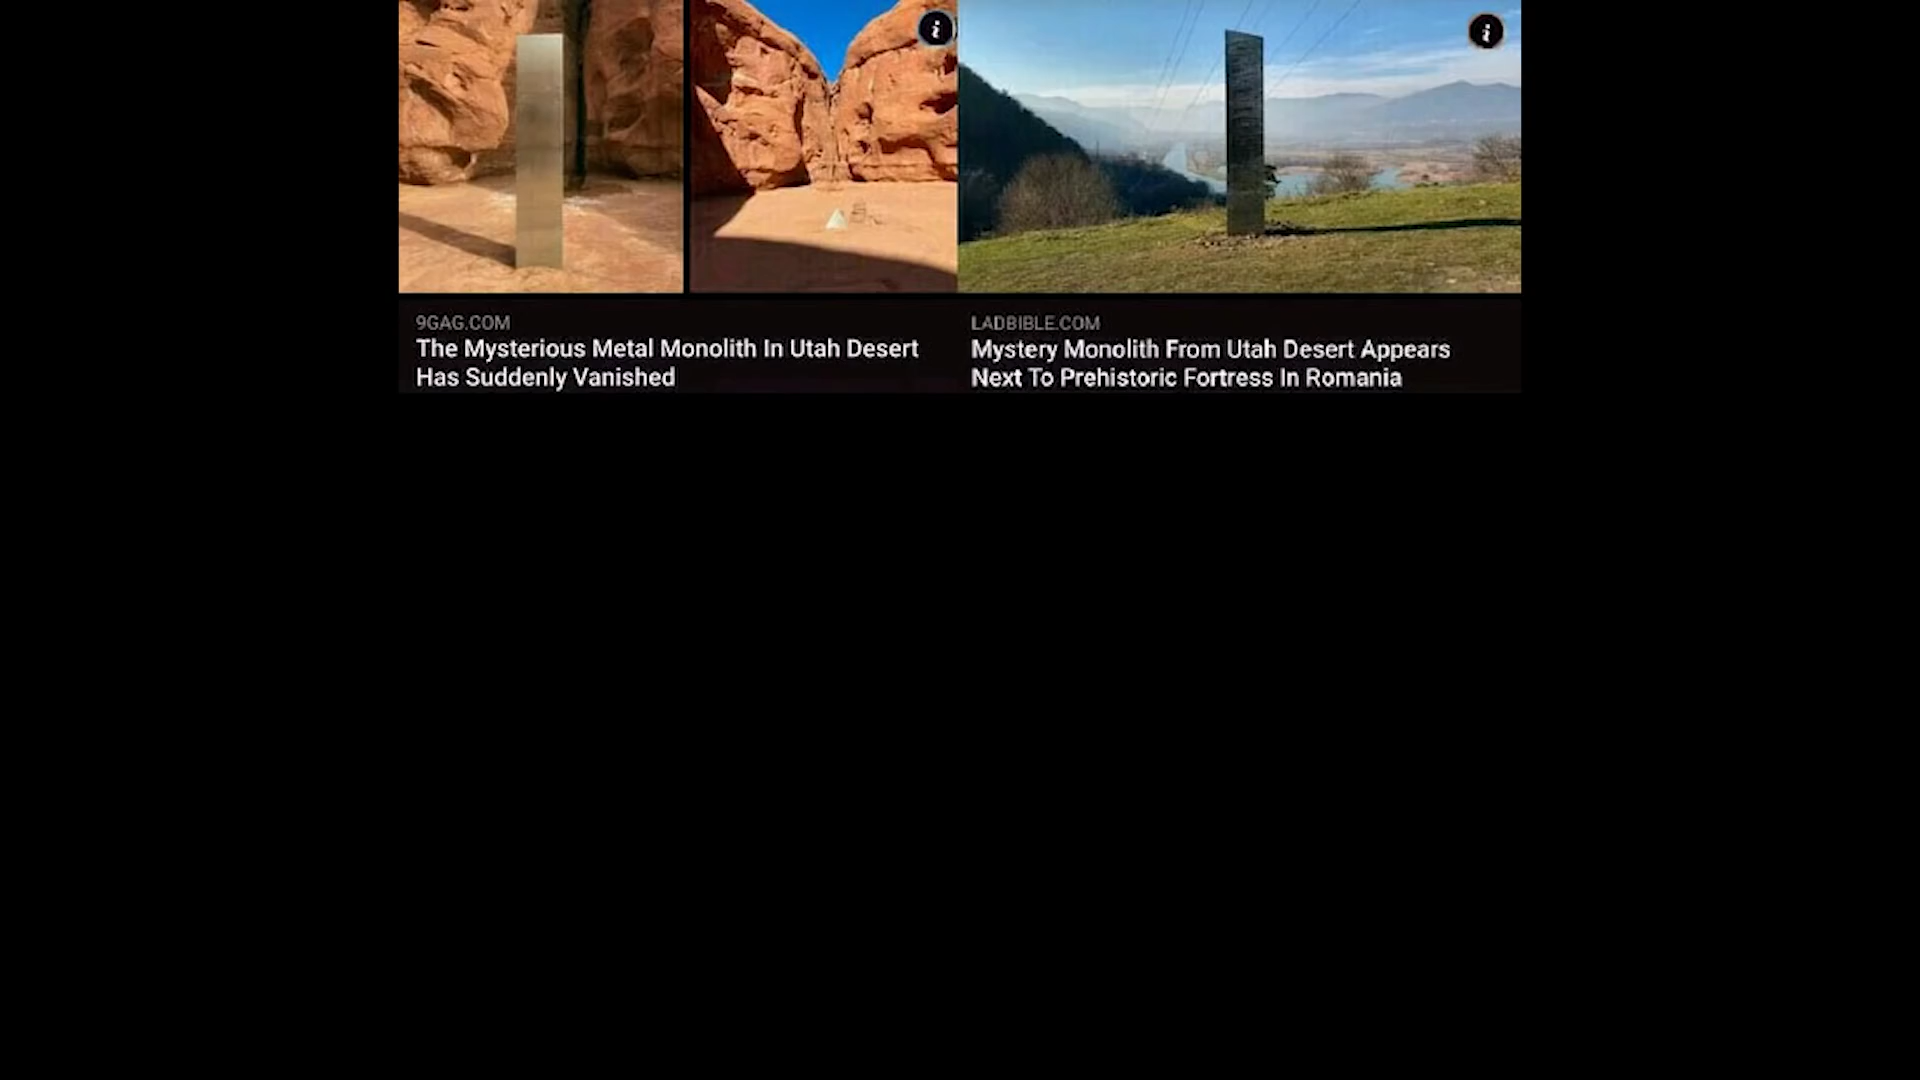 9GAG.COM
The Mysterious Metal Monolith In Utah Desert
Has Suddenly Vanished
LADBIBLE.COM
Mystery Monolith From Utah Desert Appears
Next To Prehistoric Fortress In Romania